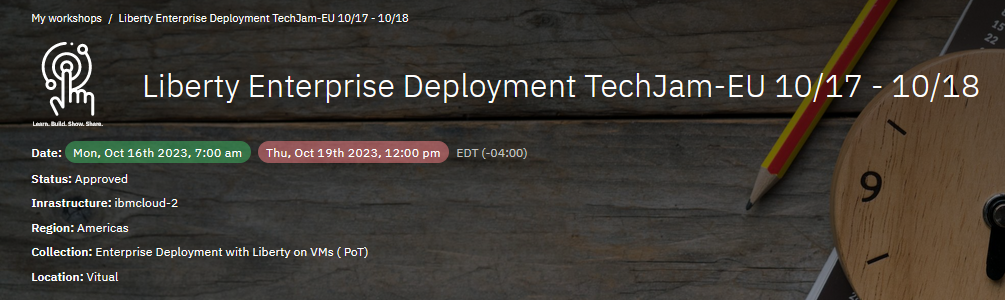 My workshops / Liberty Enterprise Deployment TechJam-EU 10/17 - 10/18
Learn. Build. Show. Share.
Liberty Enterprise Deployment TechJam-EU 10/17 - 10/18
Date: Mon, Oct 16th 2023, 7:00 am Thu, Oct 19th 2023, 12:00 pm EDT (-04:00)
Status: Approved
Inrastructure: ibmcloud-2
Region: Americas
Collection: Enterprise Deployment with Liberty on VMs ( PoT)
Location: Vitual
9
15
22